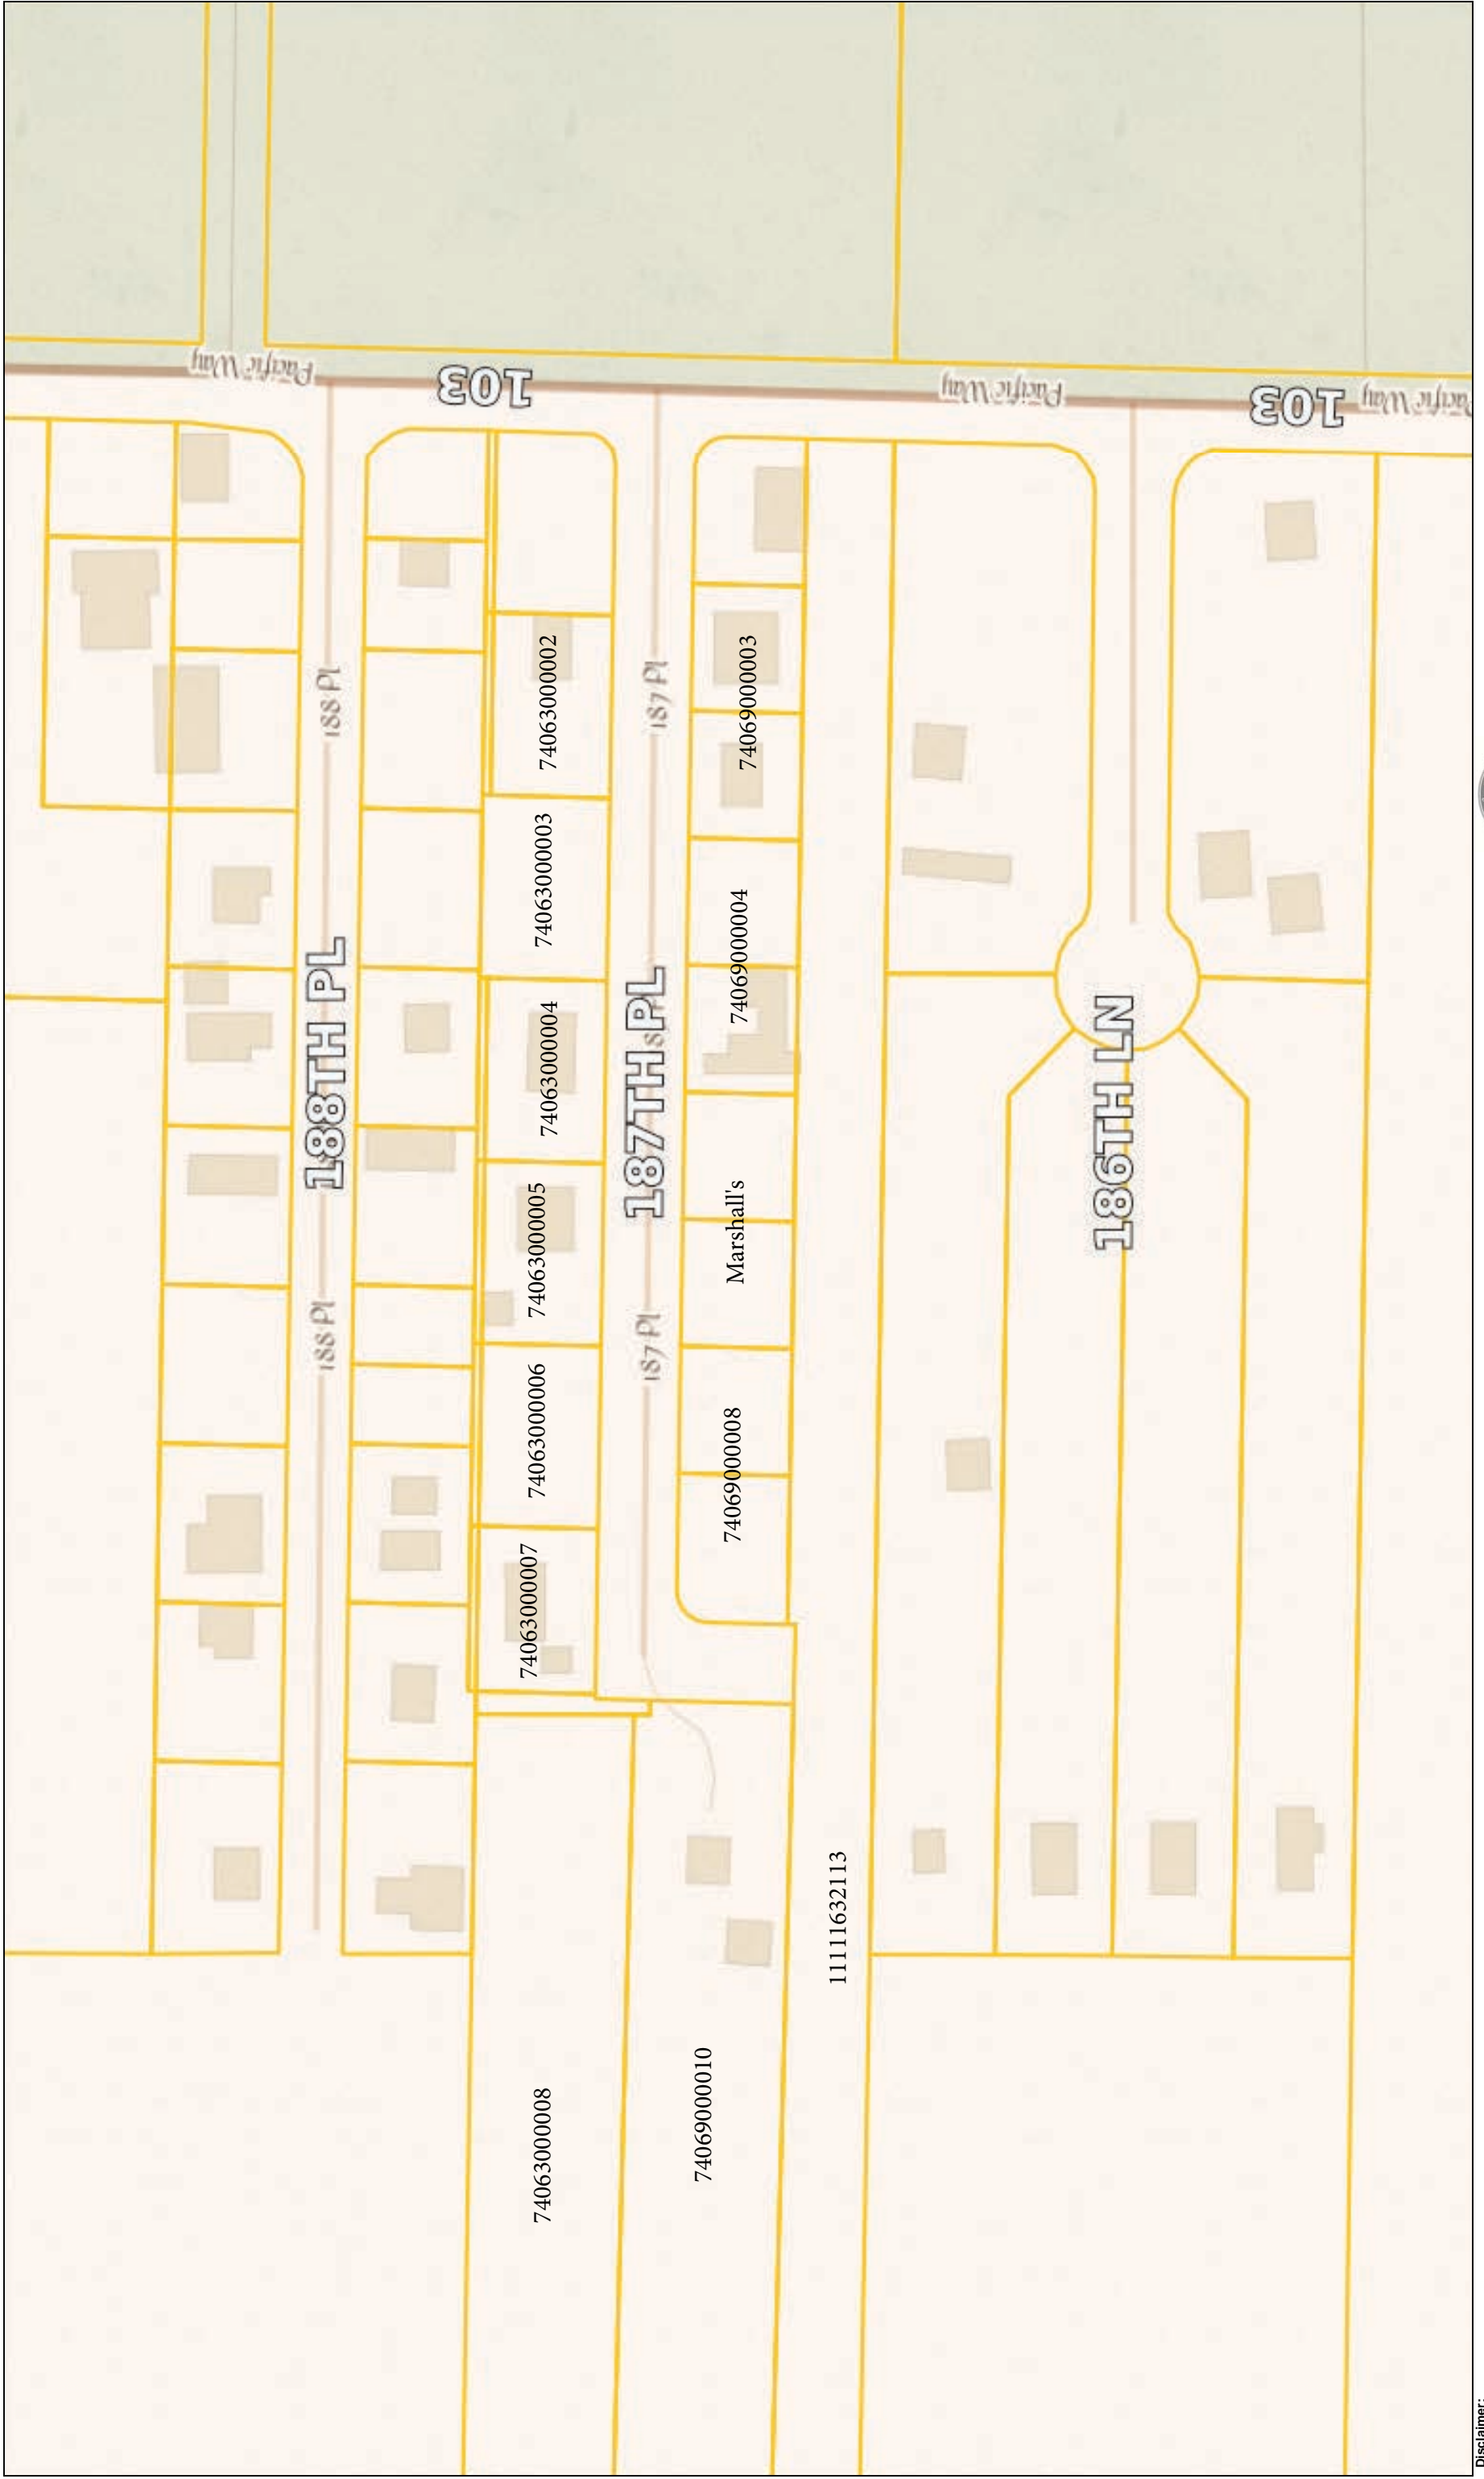 Pacific Way
103
Pacific Way
103
Pacific Way
188 Pl
188TH PL
188 Pl
74063000002
74063000003
74063000004
74063000005
74063000006
74063000007
74063000008
187 Pl
187TH PL
187 Pl
74069000003
74069000004
Marshall's
74069000008
74069000010
11111632113
186TH LN
Disclaimer: